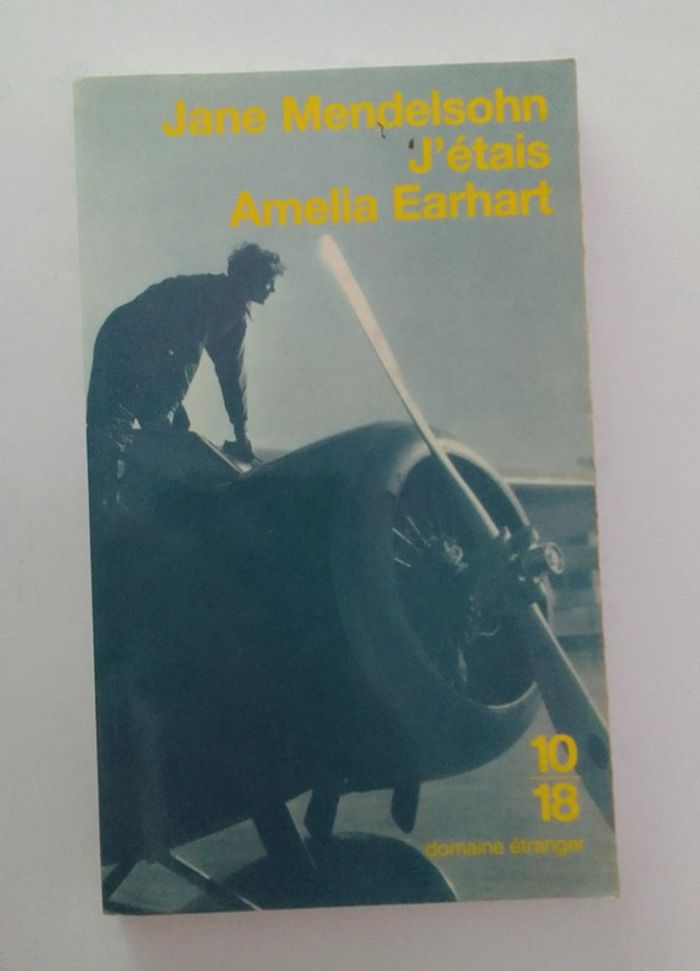 Jane Mendelsohn
J'étais
Amelia Earhart
10
18
domaine étranger